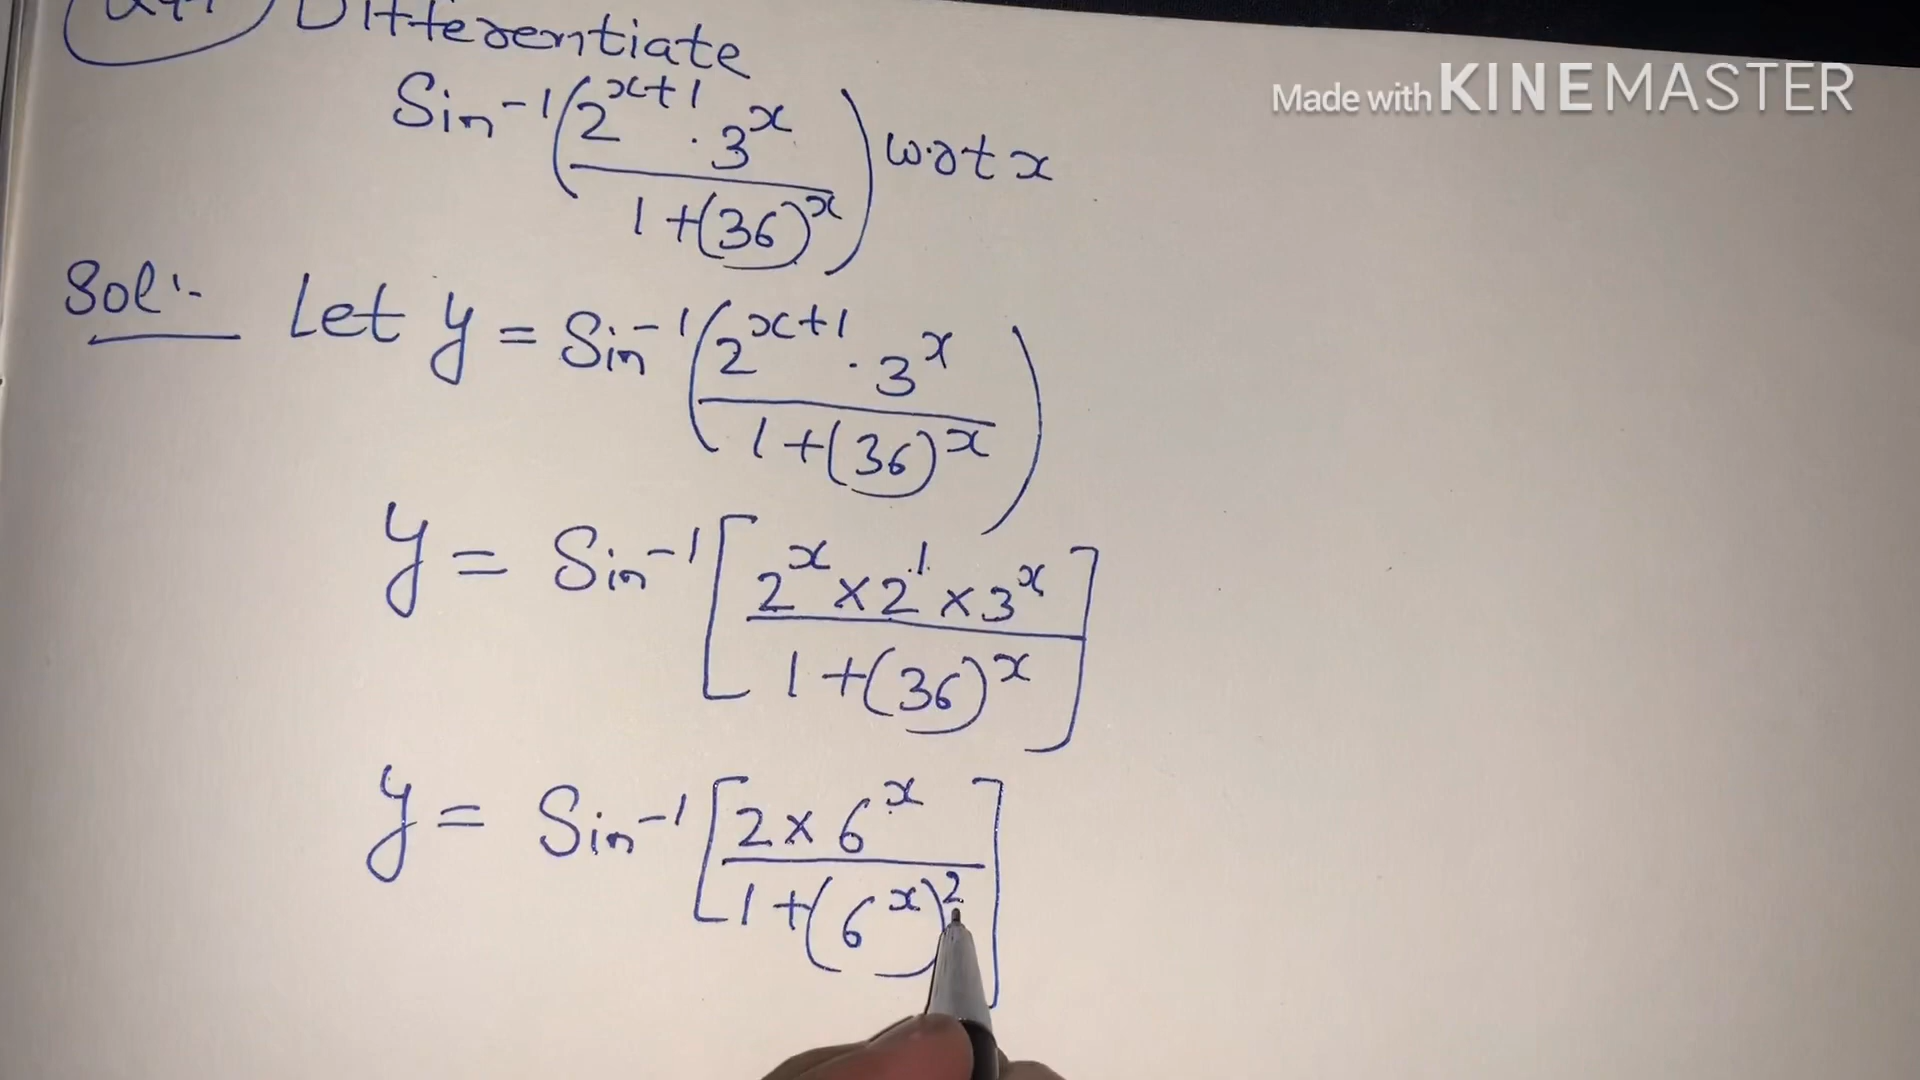 Differentiate
Made with KINEMASTER
Sin⁻¹(2^(x+1) · 3^x / 1+(36)^x) w.r.t x
Sol:- Let y = Sin⁻¹(2^(x+1) · 3^x / 1+(36)^x)
y = Sin⁻¹[2^x × 2^1 × 3^x / 1+(36)^x]
y = Sin⁻¹[2 × 6^x / 1+(6^x)^2]